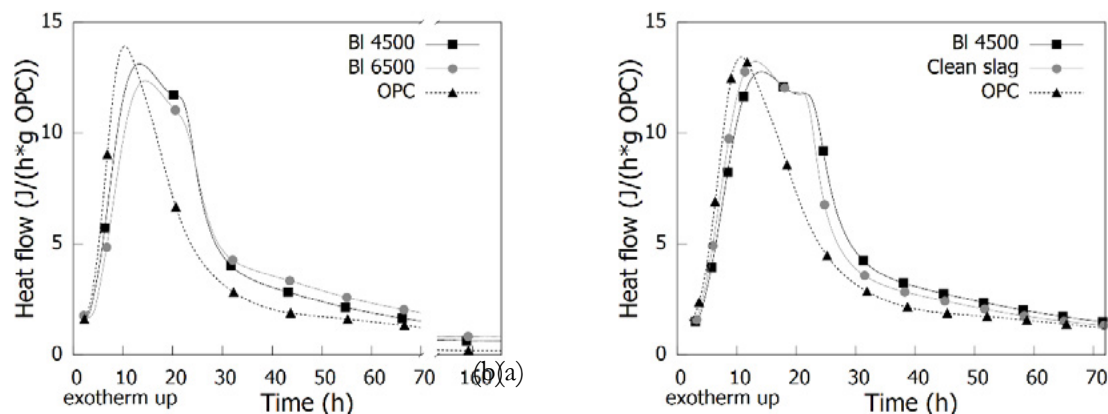 15
10
5
0
Heat flow (J/(h*g OPC))
Bl 4500
Bl 6500
OPC
0 10 20 30 40 50 60 70 160
(b)(a)
exotherm up
Time (h)
15
10
5
0
Heat flow (J/(h*g OPC))
Bl 4500
Clean slag
OPC
0 10 20 30 40 50 60 70
exotherm up
Time (h)